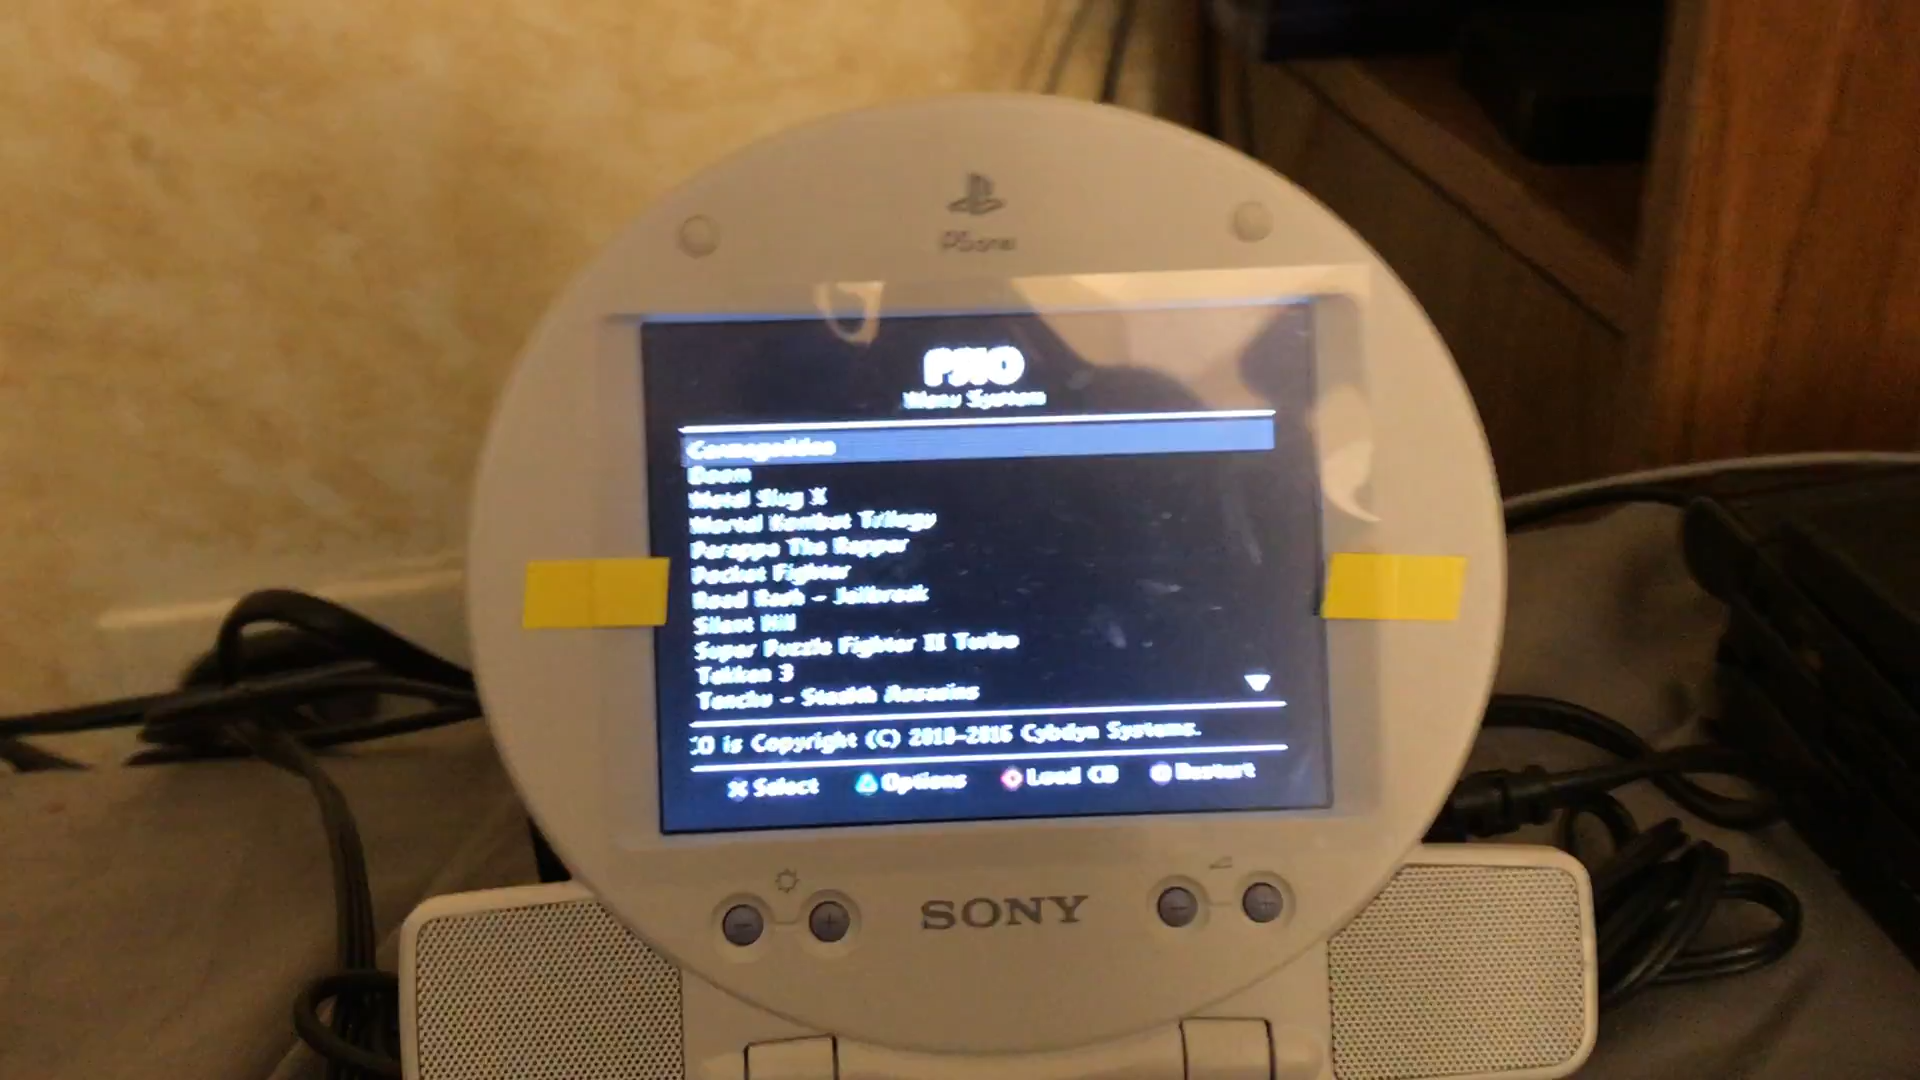 PSone
PSIO
Menu System
Carmageddon
Doom
Metal Slug X
Mortal Kombat Trilogy
Parappa The Rapper
Pocket Fighter
Road Rash - Jailbreak
Silent Hill
Super Puzzle Fighter II Turbo
Tekken 3
Tenchu - Stealth Assassins
IO is Copyright (C) 2010-2016 Cybdyn Systems.
Select Options Load CD Restart
SONY